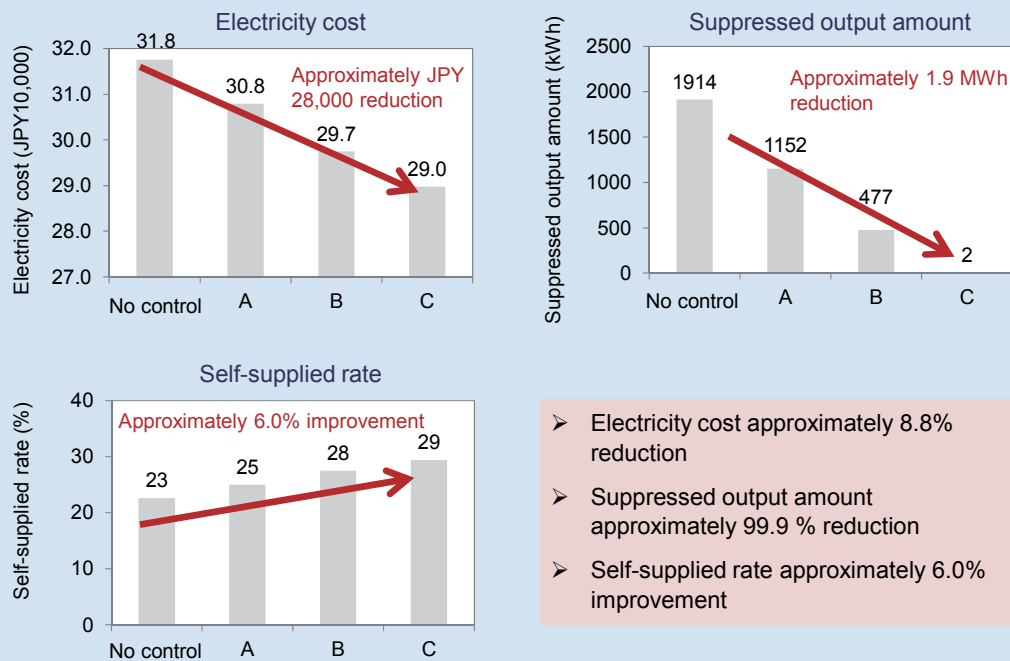 Electricity cost
Electricity cost (JPY10,000)
32.0
31.0
30.0
29.0
28.0
27.0
31.8
30.8
29.7
29.0
Approximately JPY
28,000 reduction
No control A B C
Suppressed output amount
Suppressed output amount (kWh)
2500
2000
1500
1000
500
0
1914
1152
477
2
Approximately 1.9 MWh
reduction
No control A B C
Self-supplied rate
Self-supplied rate (%)
40
30
20
10
0
Approximately 6.0% improvement
23
25
28
29
No control A B C
➢ Electricity cost approximately 8.8%
reduction
➢ Suppressed output amount
approximately 99.9 % reduction
➢ Self-supplied rate approximately 6.0%
improvement